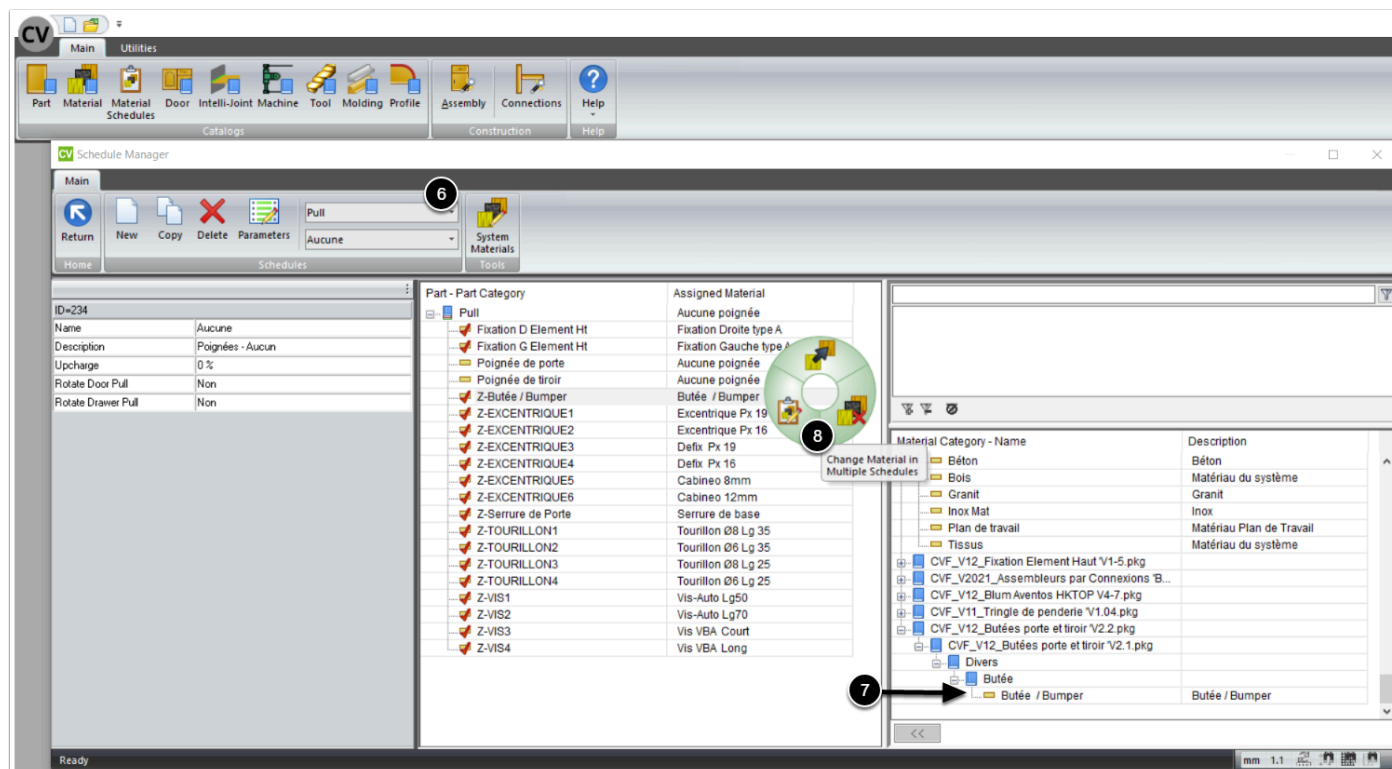 CV
Main Utilities
Part Material Material Schedules Door Intelli-Joint Machine Tool Molding Profile Assembly Connections Help
Catalogs Construction Help
CV Schedule Manager
Main
6
Return New Copy Delete Parameters Pull Aucune System Materials
Home Schedules Tools
ID=234
Name Aucune
Description Poignées - Aucun
Upcharge 0 %
Rotate Door Pull Non
Rotate Drawer Pull Non
Part - Part Category Assigned Material
Pull Aucune poignée
Fixation D Element Ht Fixation Droite type A
Fixation G Element Ht Fixation Gauche type A
Poignée de porte Aucune poignée
Poignée de tiroir Aucune poignée
Z-Butée / Bumper Butée / Bumper
Z-EXCENTRIQUE1 Excentrique Px 19
Z-EXCENTRIQUE2 Excentrique Px 16
Z-EXCENTRIQUE3 Defix Px 19
Z-EXCENTRIQUE4 Defix Px 16
Z-EXCENTRIQUE5 Cabineo 8mm
Z-EXCENTRIQUE6 Cabineo 12mm
Z-Serrure de Porte Serrure de base
Z-TOURILLON1 Tourillon Ø8 Lg 35
Z-TOURILLON2 Tourillon Ø6 Lg 35
Z-TOURILLON3 Tourillon Ø8 Lg 25
Z-TOURILLON4 Tourillon Ø6 Lg 25
Z-VIS1 Vis-Auto Lg50
Z-VIS2 Vis-Auto Lg70
Z-VIS3 Vis VBA Court
Z-VIS4 Vis VBA Long
8
Change Material in
Multiple Schedules
Material Category - Name Description
Béton Béton
Bois Matériau du système
Granit Granit
Inox Mat Inox
Plan de travail Matériau Plan de Travail
Tissus Matériau du système
CVF_V12_Fixation Element Haut 'V1-5.pkg
CVF_V2021_Assembleurs par Connexions 'B...
CVF_V12_Blum Aventos HKTOP V4-7.pkg
CVF_V11_Tringle de penderie 'V1.04.pkg
CVF_V12_Butées porte et tiroir 'V2.2.pkg
CVF_V12_Butées porte et tiroir 'V2.1.pkg
Divers
Butée
7
Butée / Bumper Butée / Bumper
<<
Ready mm 1.1